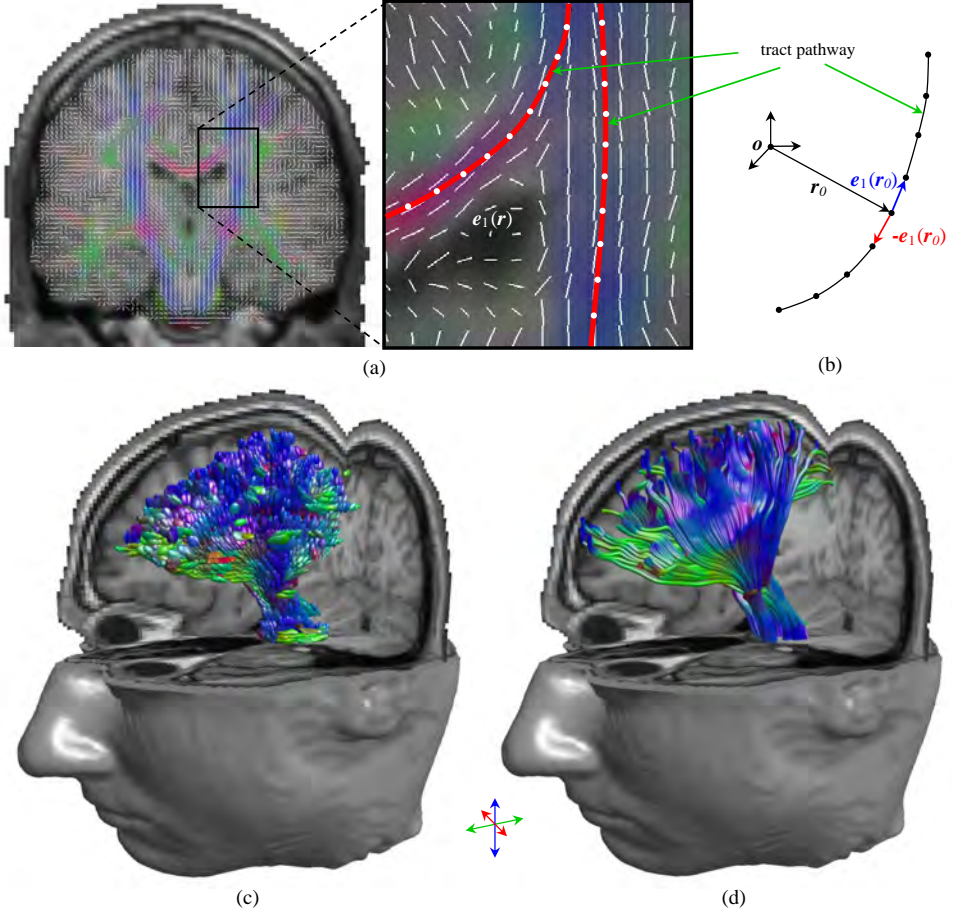 tract pathway
o
r0
e1(r0)
-e1(r0)
e1(r)
(a)
(b)
(c)
(d)